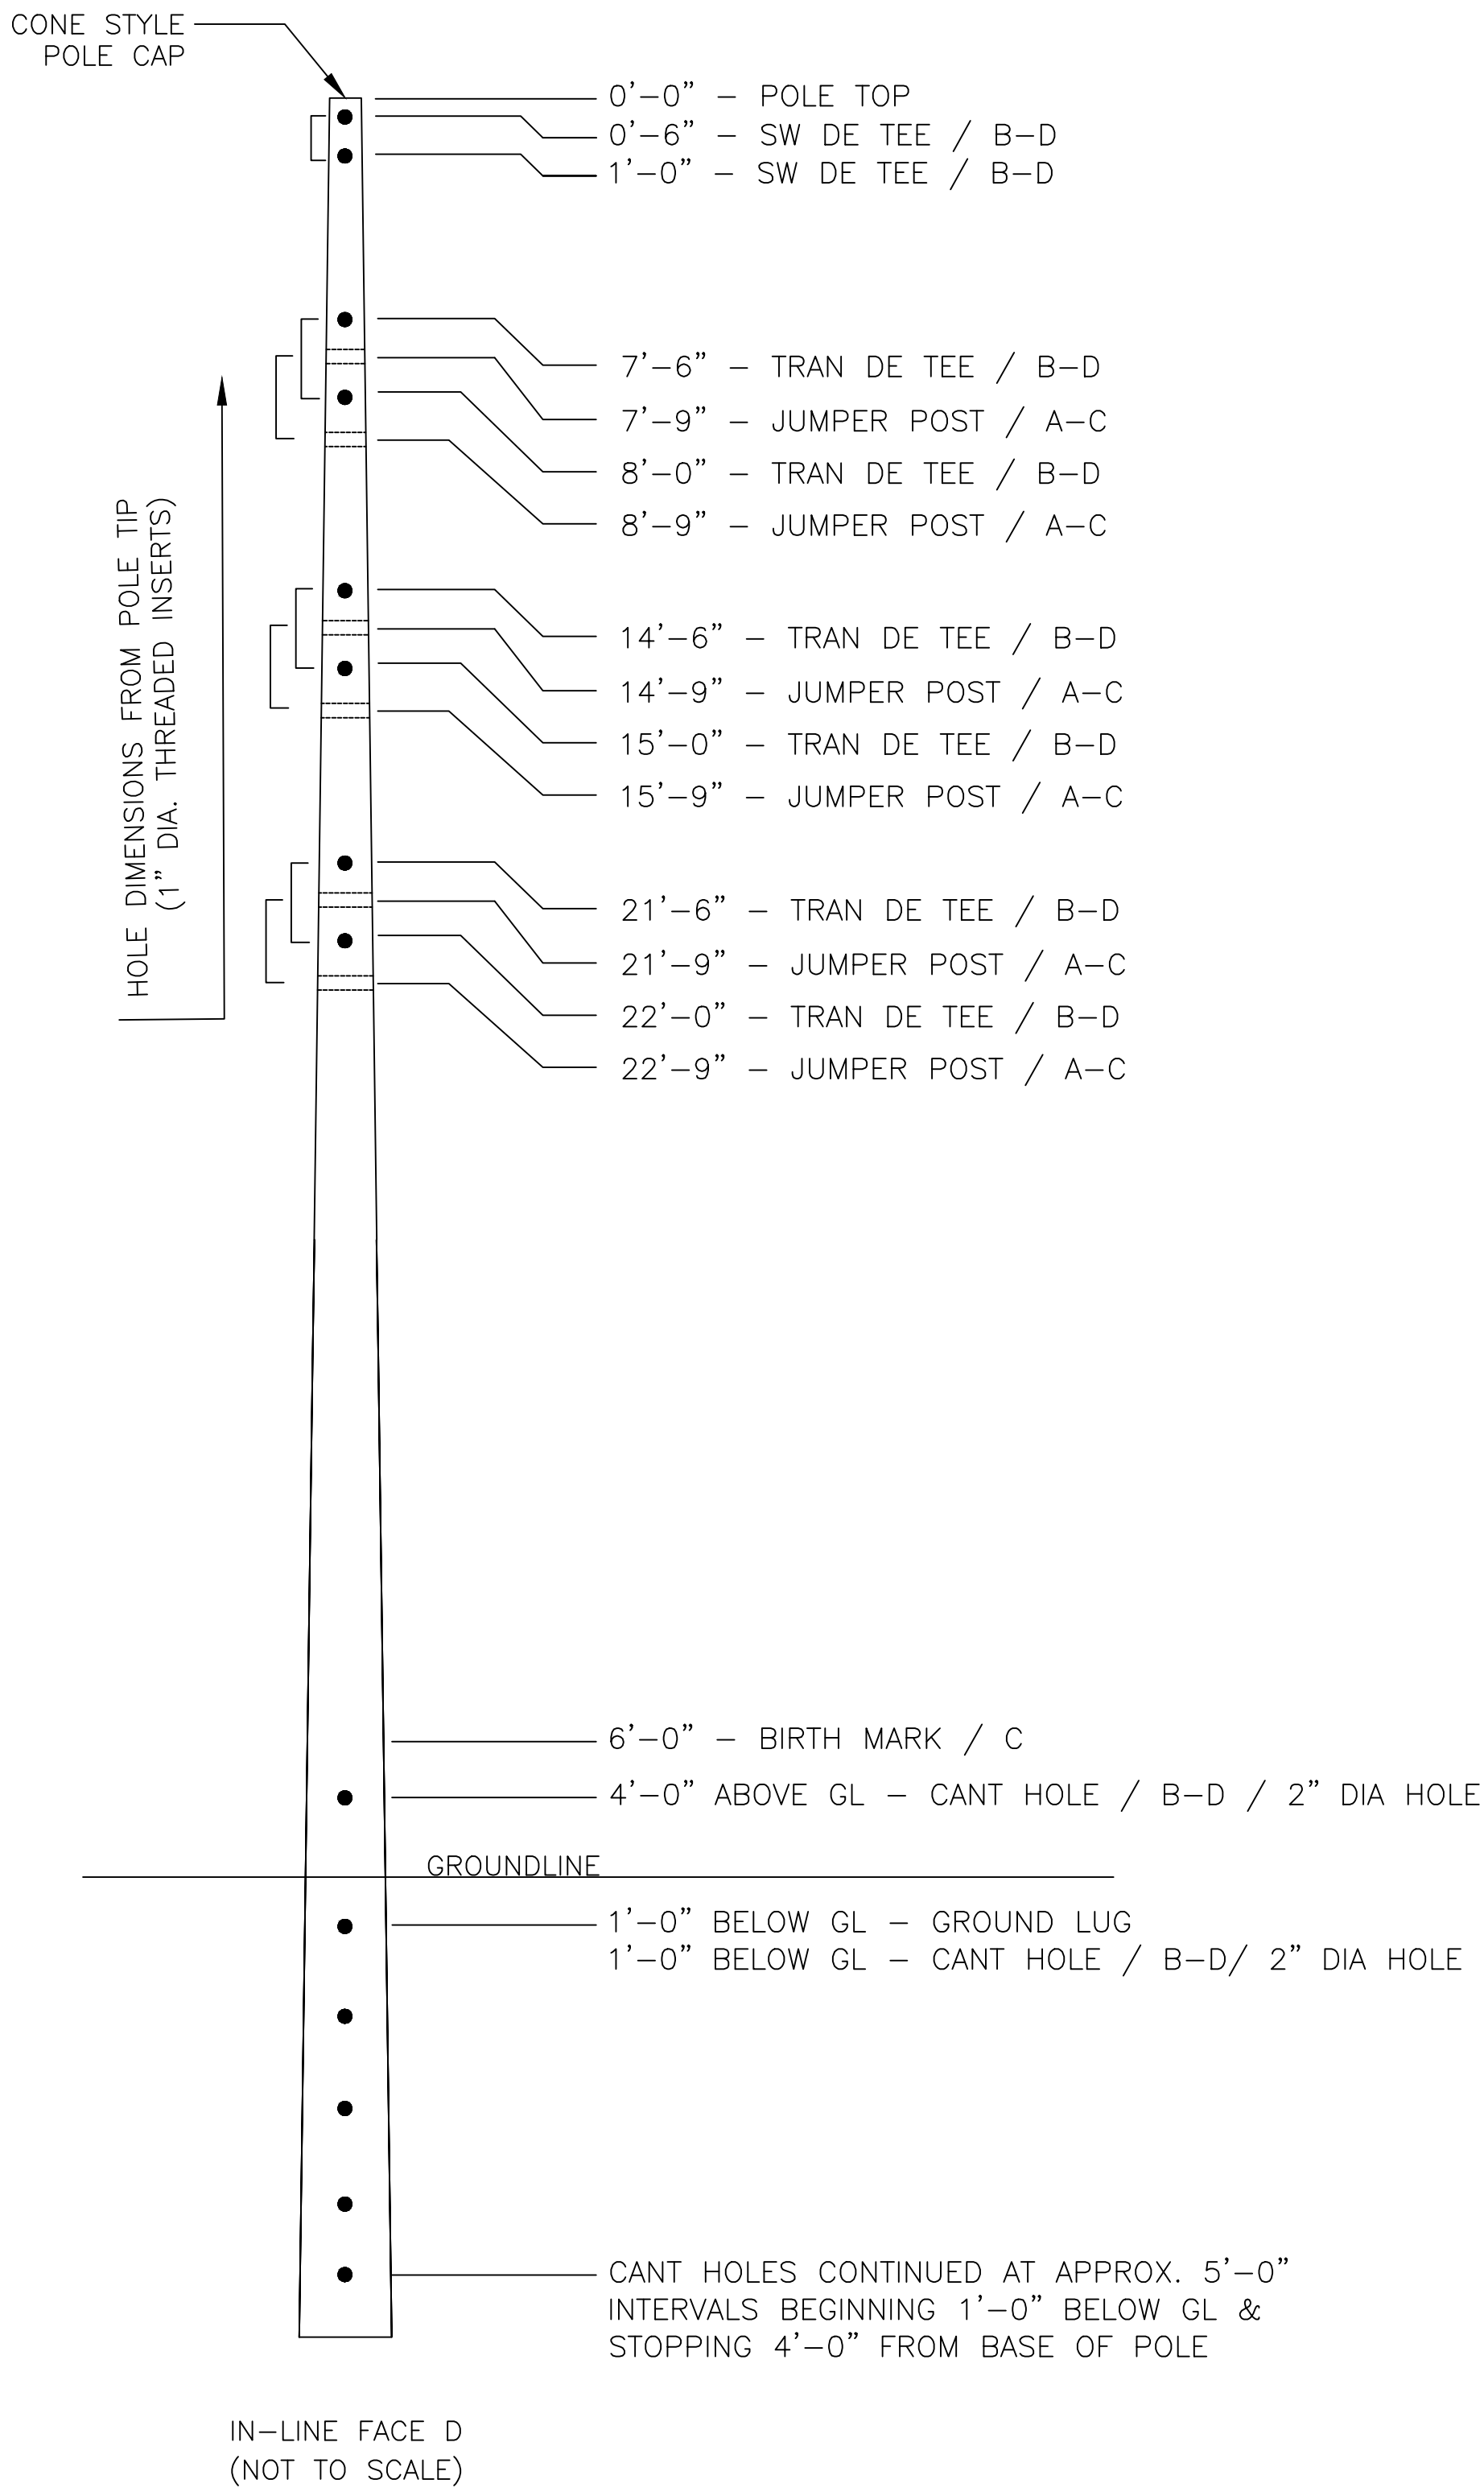 CONE STYLE
POLE CAP
0'-0" - POLE TOP
0'-6" - SW DE TEE / B-D
1'-0" - SW DE TEE / B-D
7'-6" - TRAN DE TEE / B-D
7'-9" - JUMPER POST / A-C
8'-0" - TRAN DE TEE / B-D
8'-9" - JUMPER POST / A-C
HOLE DIMENSIONS FROM POLE TIP
(1" DIA. THREADED INSERTS)
14'-6" - TRAN DE TEE / B-D
14'-9" - JUMPER POST / A-C
15'-0" - TRAN DE TEE / B-D
15'-9" - JUMPER POST / A-C
21'-6" - TRAN DE TEE / B-D
21'-9" - JUMPER POST / A-C
22'-0" - TRAN DE TEE / B-D
22'-9" - JUMPER POST / A-C
6'-0" - BIRTH MARK / C
4'-0" ABOVE GL - CANT HOLE / B-D / 2" DIA HOLE
GROUNDLINE
1'-0" BELOW GL - GROUND LUG
1'-0" BELOW GL - CANT HOLE / B-D/ 2" DIA HOLE
CANT HOLES CONTINUED AT APPROX. 5'-0"
INTERVALS BEGINNING 1'-0" BELOW GL &
STOPPING 4'-0" FROM BASE OF POLE
IN-LINE FACE D
(NOT TO SCALE)